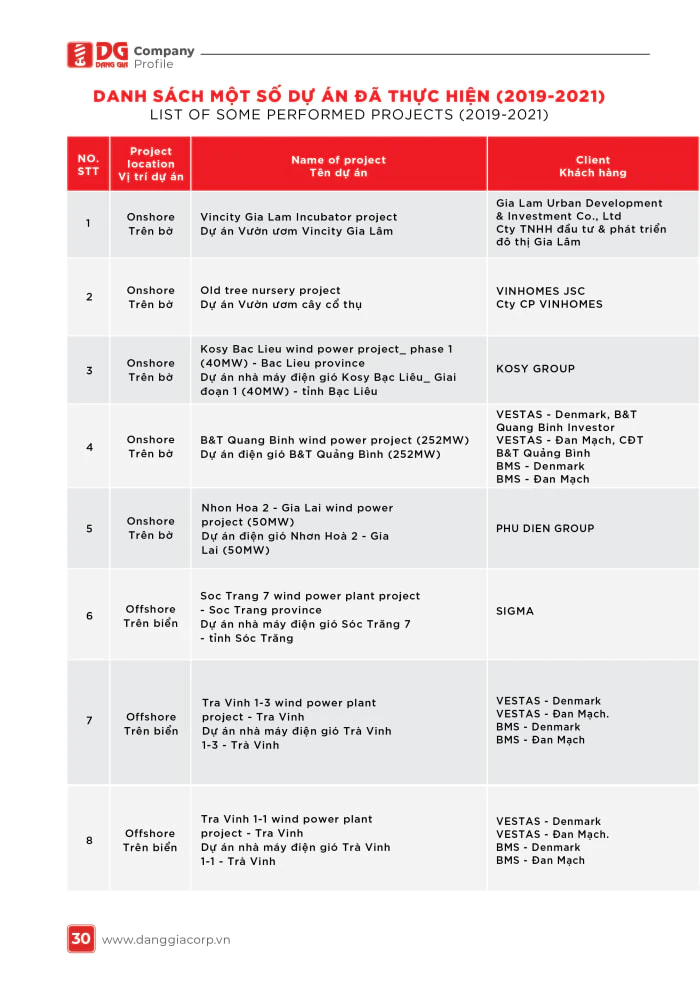 DG
DANG GIA
Company
Profile
DANH SÁCH MỘT SỐ DỰ ÁN ĐÃ THỰC HIỆN (2019-2021)
LIST OF SOME PERFORMED PROJECTS (2019-2021)
NO.
STT
Project
location
Vị trí dự án
Name of project
Tên dự án
Client
Khách hàng
1
Onshore
Trên bờ
Vincity Gia Lam Incubator project
Dự án Vườn ươm Vincity Gia Lâm
Gia Lam Urban Development
& Investment Co., Ltd
Cty TNHH đầu tư & phát triển
đô thị Gia Lâm
2
Onshore
Trên bờ
Old tree nursery project
Dự án Vườn ươm cây cổ thụ
VINHOMES JSC
Cty CP VINHOMES
3
Onshore
Trên bờ
Kosy Bac Lieu wind power project_ phase 1
(40MW) - Bac Lieu province
Dự án nhà máy điện gió Kosy Bạc Liêu_ Giai
đoạn 1 (40MW) - tỉnh Bạc Liêu
KOSY GROUP
4
Onshore
Trên bờ
B&T Quang Binh wind power project (252MW)
Dự án điện gió B&T Quảng Bình (252MW)
VESTAS - Denmark, B&T
Quang Binh Investor
VESTAS - Đan Mạch, CĐT
B&T Quảng Bình
BMS - Denmark
BMS - Đan Mạch
5
Onshore
Trên bờ
Nhon Hoa 2 - Gia Lai wind power
project (50MW)
Dự án điện gió Nhơn Hoà 2 - Gia
Lai (50MW)
PHU DIEN GROUP
6
Offshore
Trên biển
Soc Trang 7 wind power plant project
- Soc Trang province
Dự án nhà máy điện gió Sóc Trăng 7
- tỉnh Sóc Trăng
SIGMA
7
Offshore
Trên biển
Tra Vinh 1-3 wind power plant
project - Tra Vinh
Dự án nhà máy điện gió Trà Vinh
1-3 - Trà Vinh
VESTAS - Denmark
VESTAS - Đan Mạch.
BMS - Denmark
BMS - Đan Mạch
8
Offshore
Trên biển
Tra Vinh 1-1 wind power plant
project - Tra Vinh
Dự án nhà máy điện gió Trà Vinh
1-1 - Trà Vinh
VESTAS - Denmark
VESTAS - Đan Mạch.
BMS - Denmark
BMS - Đan Mạch
30
www.danggiacorp.vn